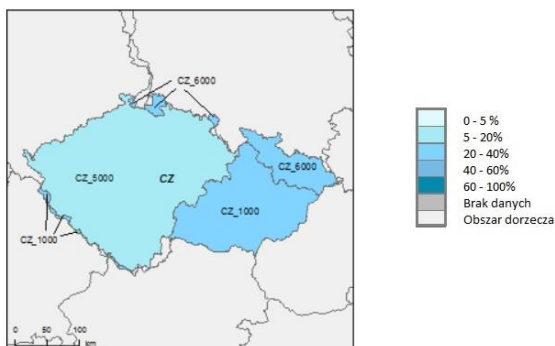 CZ_6000
CZ_5000
CZ
CZ_6000
CZ_1000
CZ_1000
0 50 100
km
0 - 5 %
5 - 20%
20 - 40%
40 - 60%
60 - 100%
Brak danych
Obszar dorzecza